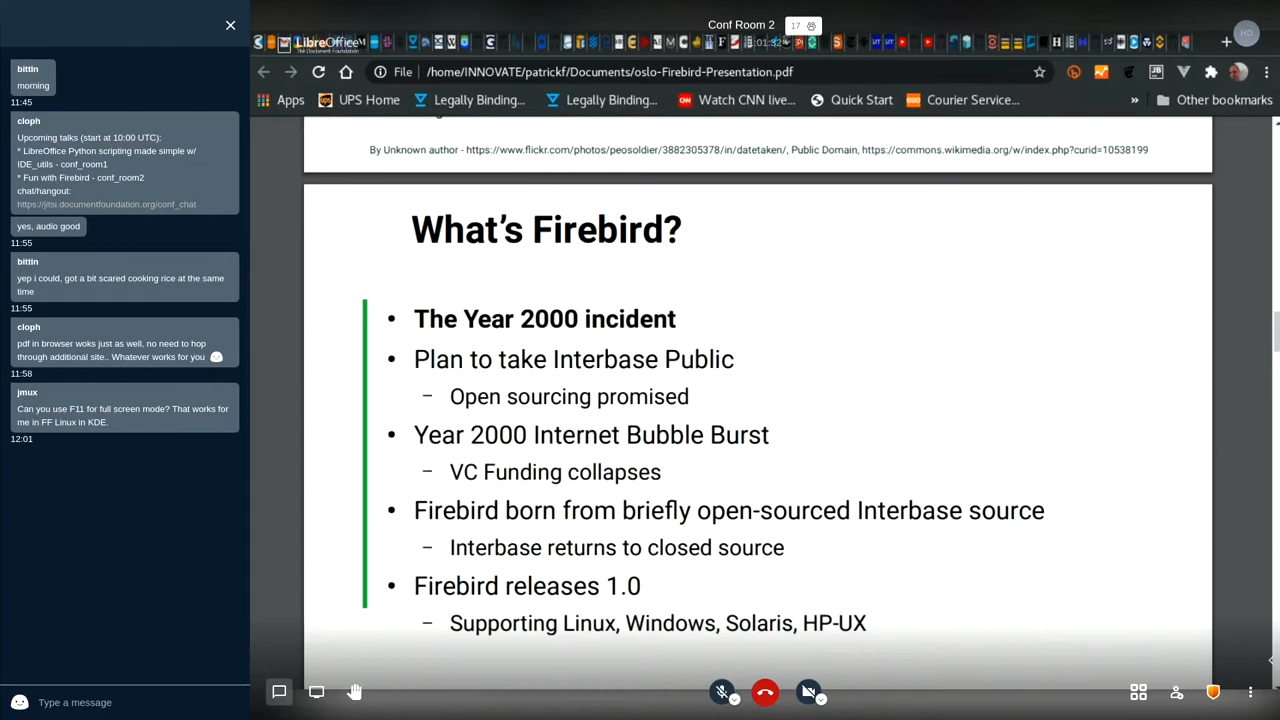 bittin
morning
11:45
cloph
Upcoming talks (start at 10:00 UTC):
* LibreOffice Python scripting made simple w/
IDE_utils - conf_room1
* Fun with Firebird - conf_room2
chat/hangout:
https://jitsi.documentfoundation.org/conf_chat
yes, audio good
11:55
bittin
yep i could, got a bit scared cooking rice at the same
time
11:55
cloph
pdf in browser woks just as well, no need to hop
through additional site.. Whatever works for you
11:58
jmux
Can you use F11 for full screen mode? That works for
me in FF Linux in KDE.
12:01
Type a message
Conf Room 2
17
HD
LibreOffice
The Document Foundation
File
/home/INNOVATE/patrickf/Documents/oslo-Firebird-Presentation.pdf
Apps
UPS Home
Legally Binding...
Legally Binding...
Watch CNN live...
Quick Start
Courier Service...
»
Other bookmarks
By Unknown author - https://www.flickr.com/photos/peosoldier/3882305378/in/datetaken/, Public Domain, https://commons.wikimedia.org/w/index.php?curid=10538199
What's Firebird?
• The Year 2000 incident
• Plan to take Interbase Public
– Open sourcing promised
• Year 2000 Internet Bubble Burst
– VC Funding collapses
• Firebird born from briefly open-sourced Interbase source
– Interbase returns to closed source
• Firebird releases 1.0
– Supporting Linux, Windows, Solaris, HP-UX